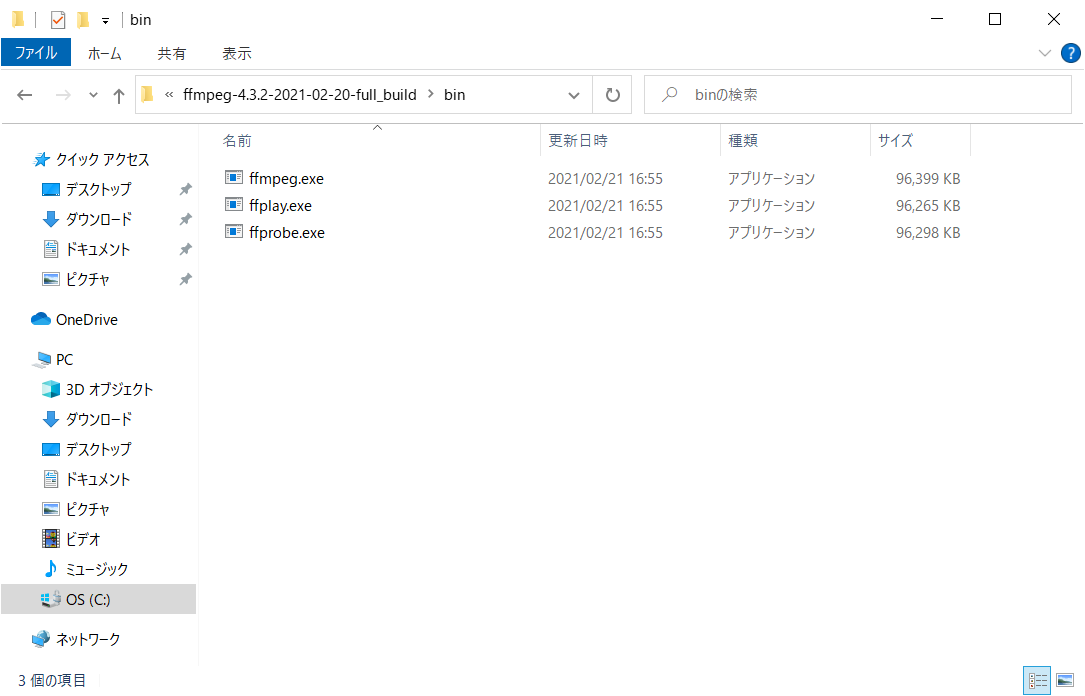 bin
ファイル ホーム 共有 表示
« ffmpeg-4.3.2-2021-02-20-full_build > bin binの検索
名前 更新日時 種類 サイズ
ffmpeg.exe 2021/02/21 16:55 アプリケーション 96,399 KB
ffplay.exe 2021/02/21 16:55 アプリケーション 96,265 KB
ffprobe.exe 2021/02/21 16:55 アプリケーション 96,298 KB
クイック アクセス
デスクトップ
ダウンロード
ドキュメント
ピクチャ
OneDrive
PC
3D オブジェクト
ダウンロード
デスクトップ
ドキュメント
ピクチャ
ビデオ
ミュージック
OS (C:)
ネットワーク
3 個の項目